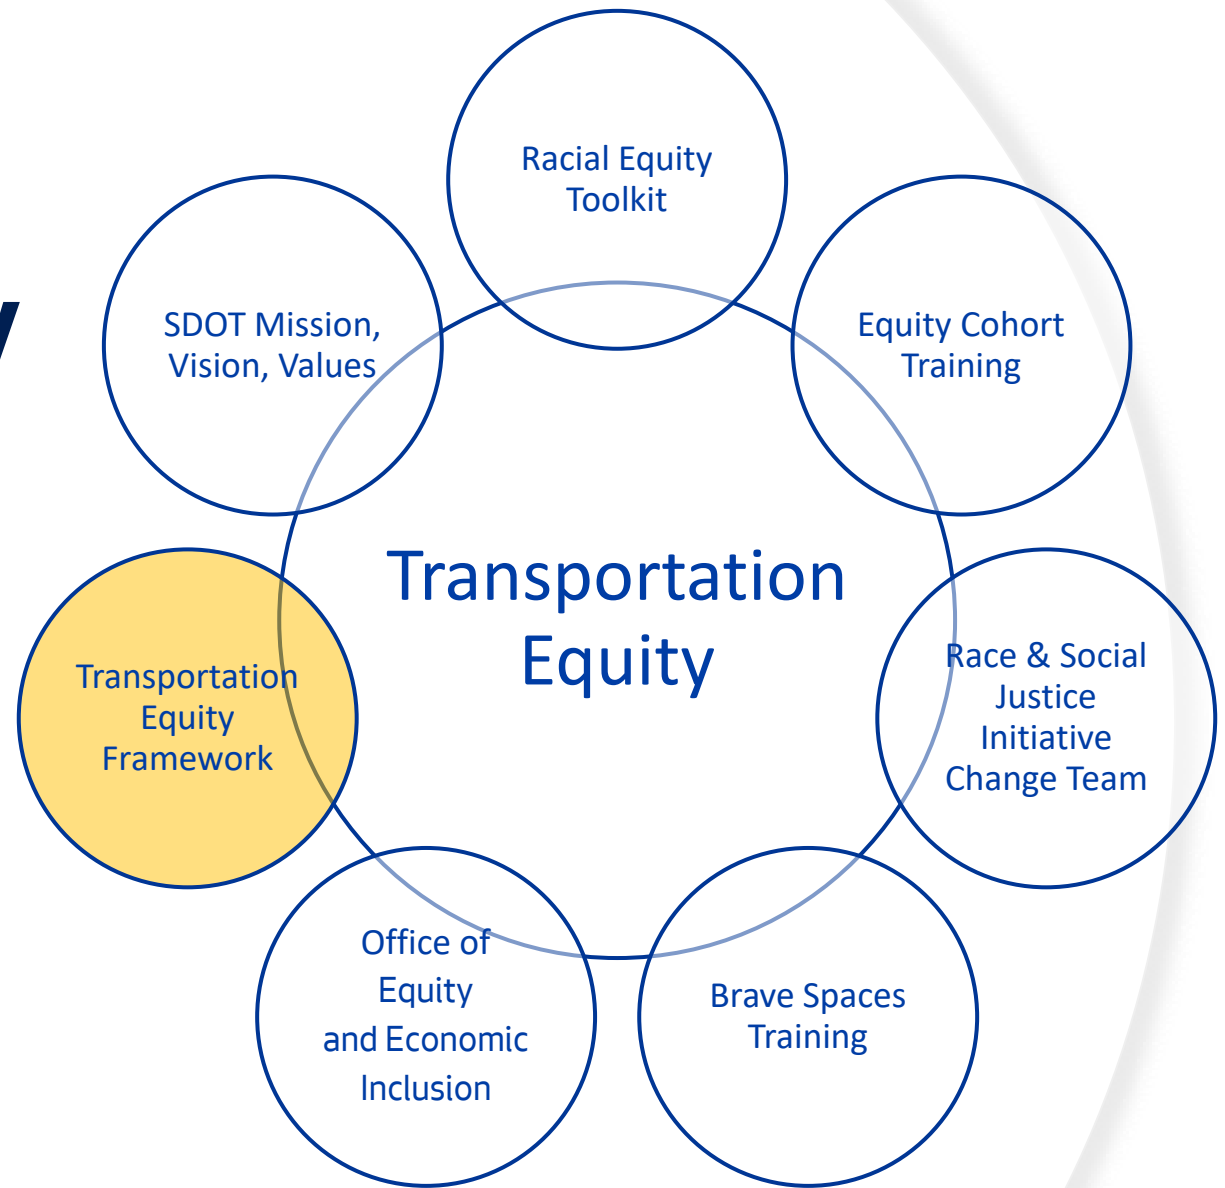 Racial Equity
Toolkit
SDOT Mission,
Vision, Values
Equity Cohort
Training
Transportation
Equity
Transportation
Equity
Framework
Race & Social
Justice
Initiative
Change Team
Office of
Equity
and Economic
Inclusion
Brave Spaces
Training